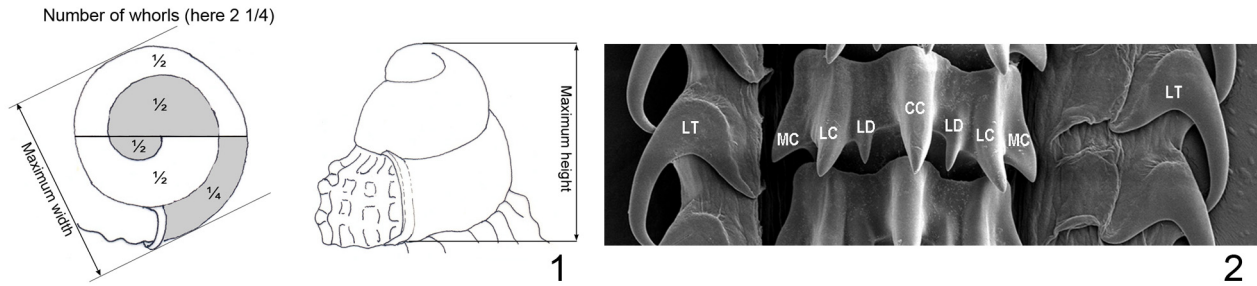 Number of whorls (here 2 1/4)
½
½
½
½
¼
Maximum width
Maximum height
1
LT
MC
LC
LD
CC
LD
LC
MC
LT
2